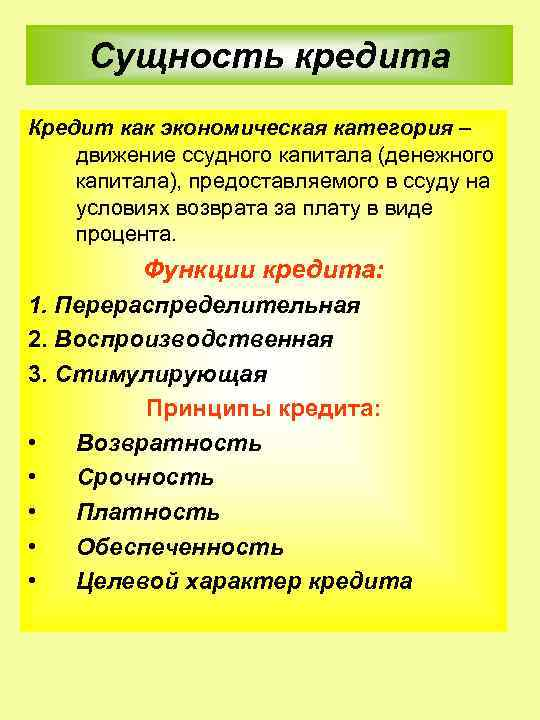 Сущность кредита
Кредит как экономическая категория –
движение ссудного капитала (денежного
капитала), предоставляемого в ссуду на
условиях возврата за плату в виде
процента.
Функции кредита:
1. Перераспределительная
2. Воспроизводственная
3. Стимулирующая
Принципы кредита:
• Возвратность
• Срочность
• Платность
• Обеспеченность
• Целевой характер кредита